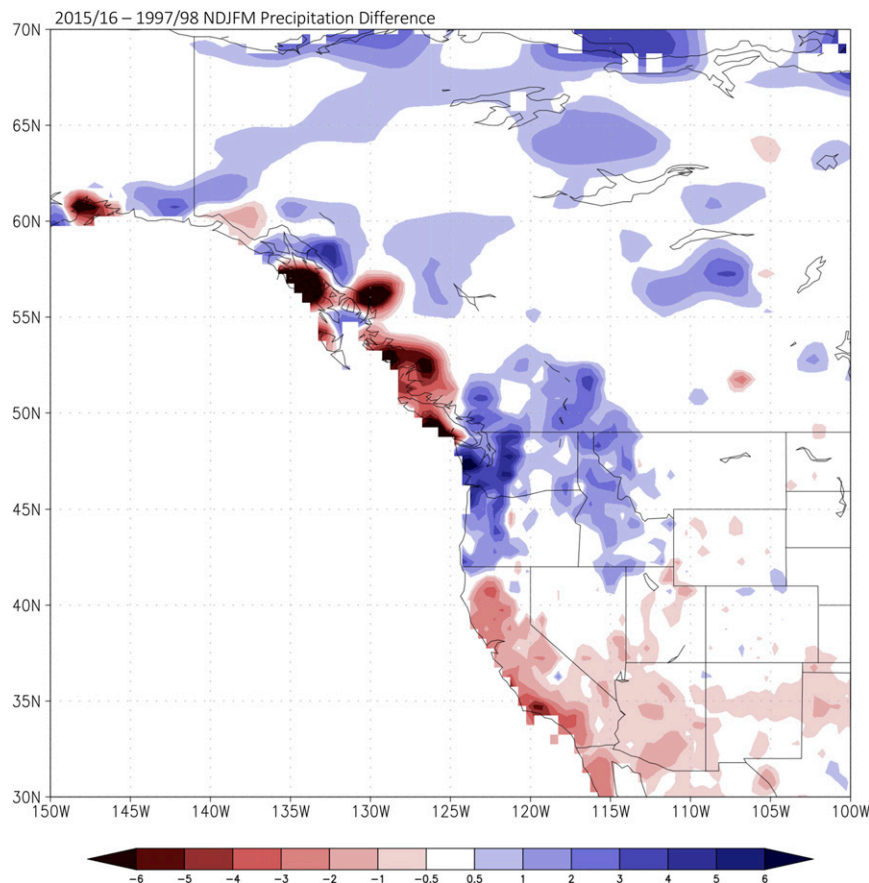 2015/16 – 1997/98 NDJFM Precipitation Difference
70N
65N
60N
55N
50N
45N
40N
35N
30N
150W 145W 140W 135W 130W 125W 120W 115W 110W 105W 100W
-6 -5 -4 -3 -2 -1 -0.5 0.5 1 2 3 4 5 6